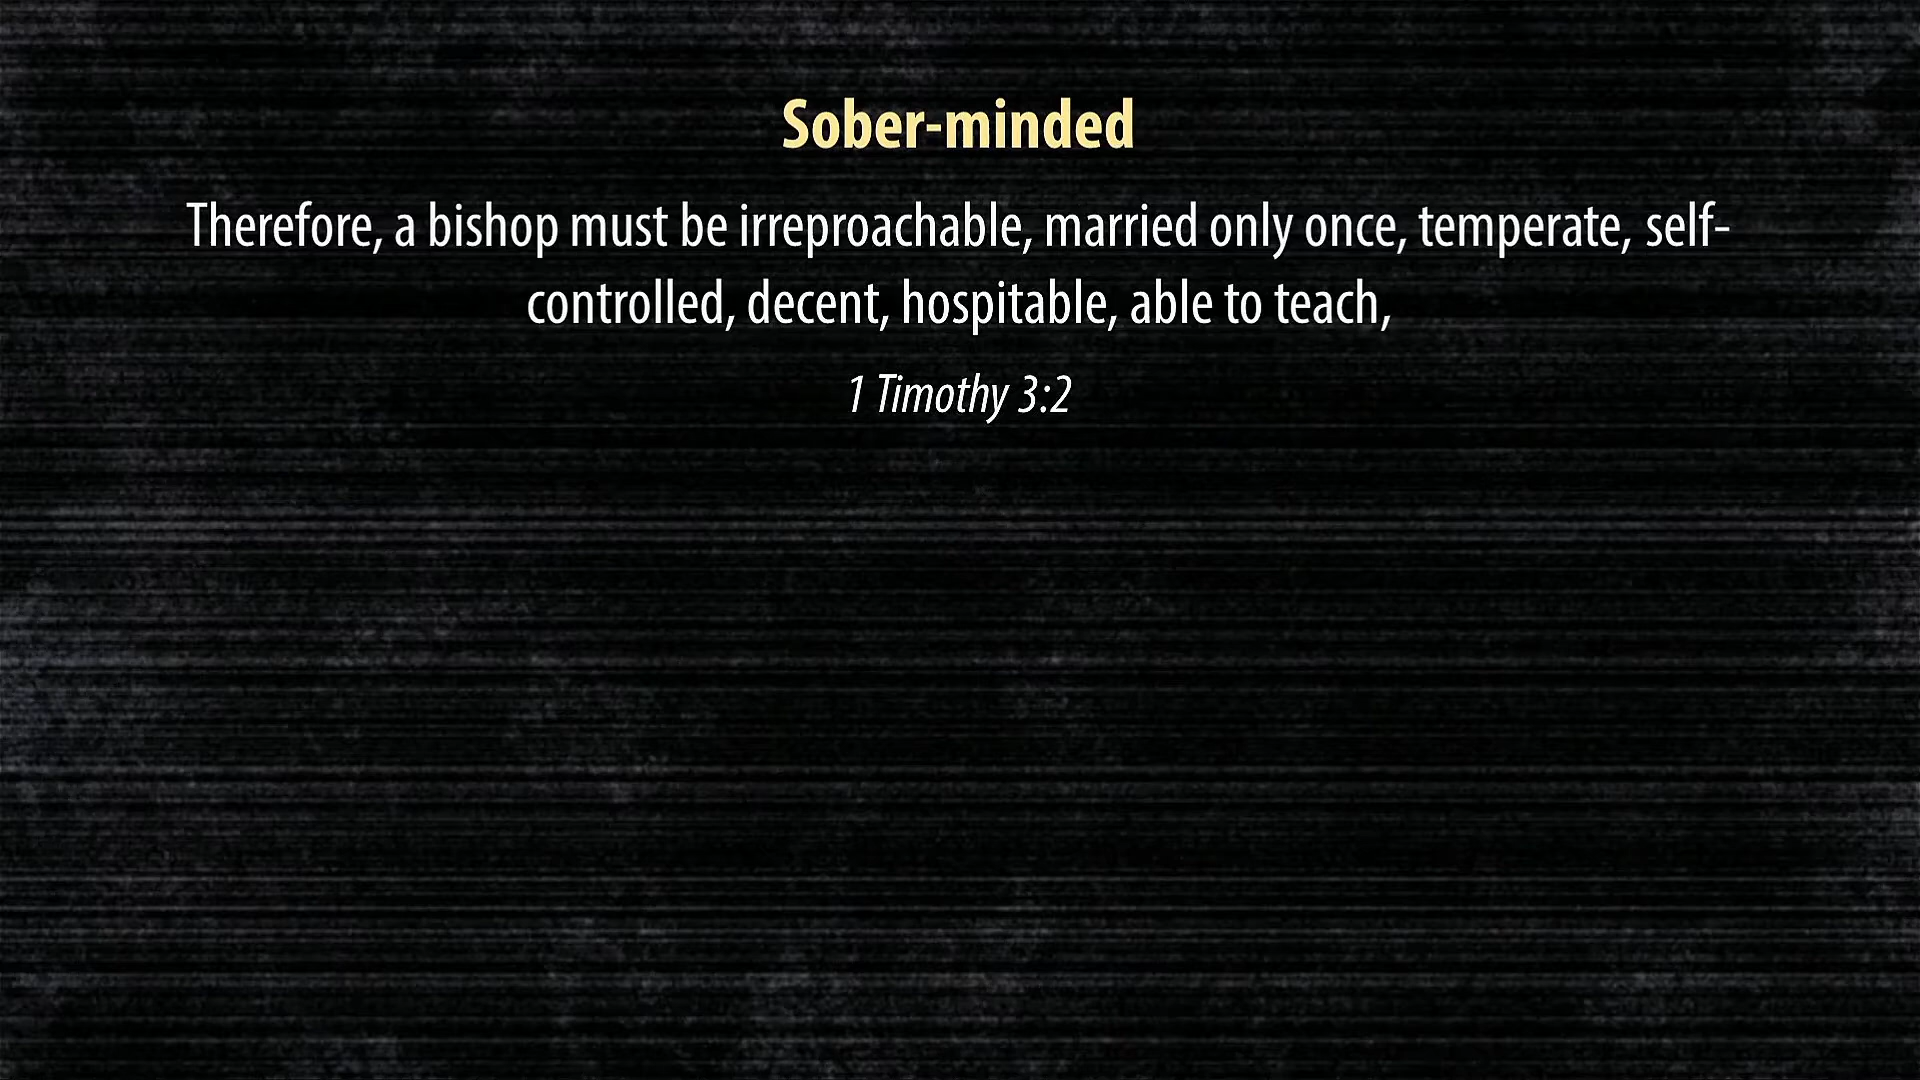 Sober-minded
Therefore, a bishop must be irreproachable, married only once, temperate, self-
controlled, decent, hospitable, able to teach,
1 Timothy 3:2